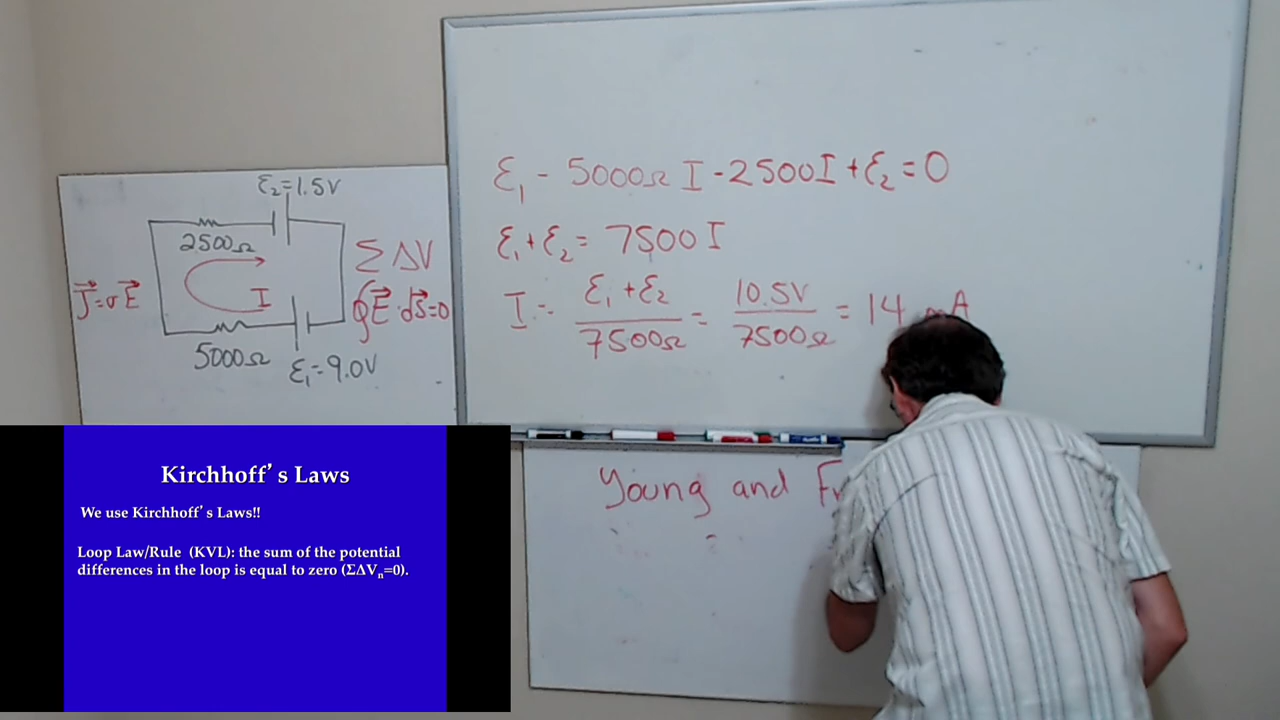 ε₂=1.5V
2500Ω
I
5000Ω
ε₁=9.0V
J⃗=σE⃗
ΣΔV
∮E⃗·dS⃗=0
ε₁ - 5000Ω I - 2500I + ε₂ = 0
ε₁+ε₂ = 7500 I
I = ε₁+ε₂ / 7500Ω = 10.5V / 7500Ω = 14 mA
Young and
Kirchhoff's Laws
We use Kirchhoff's Laws!!
Loop Law/Rule (KVL): the sum of the potential
differences in the loop is equal to zero (ΣΔVₙ=0).